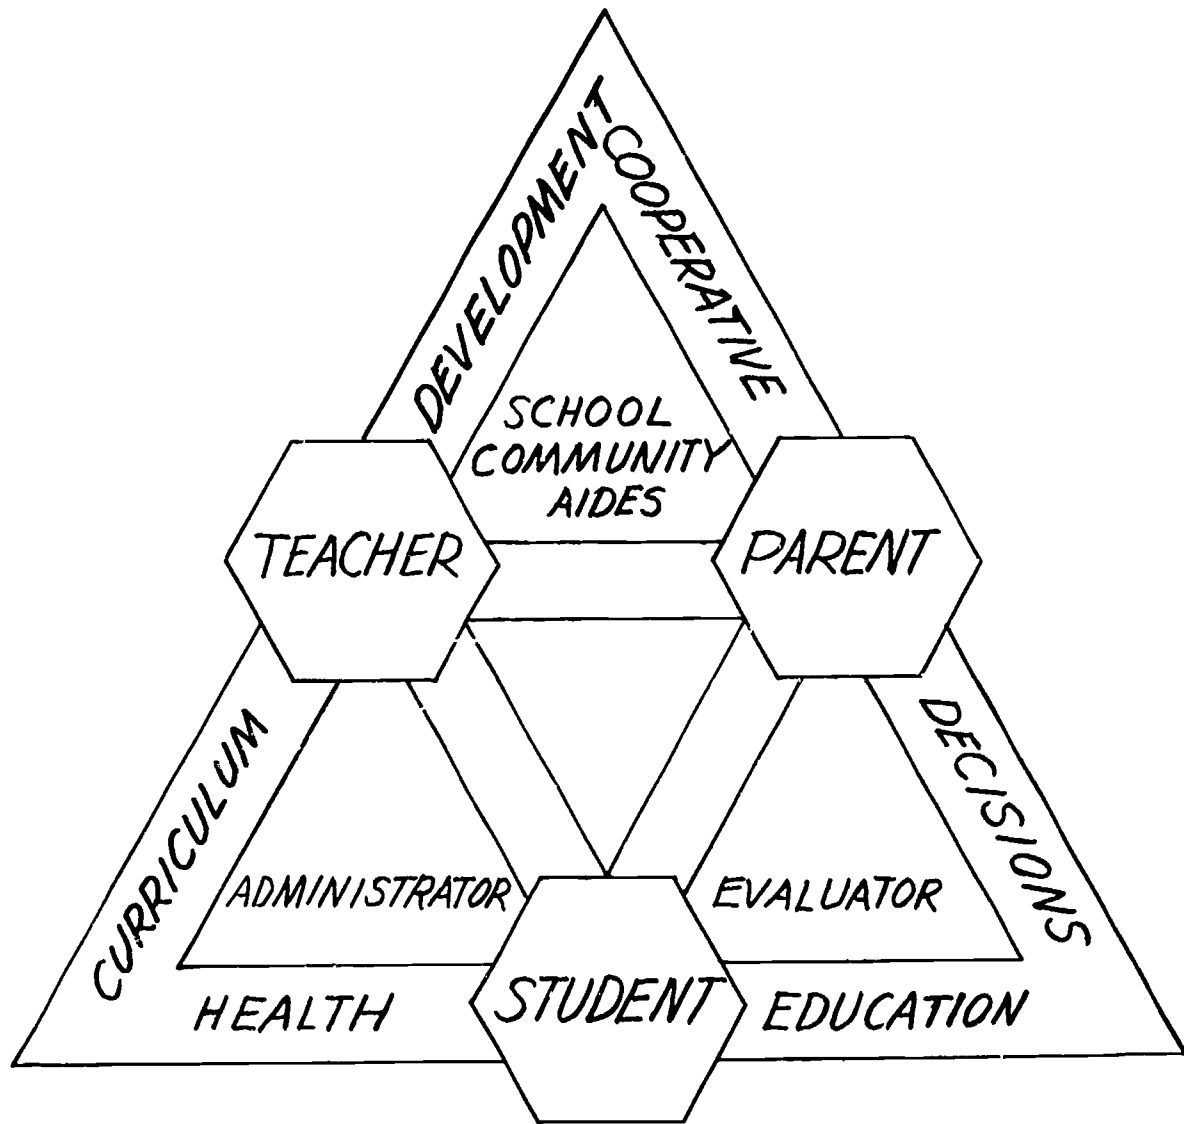 DEVELOPMENT
COOPERATIVE
SCHOOL
COMMUNITY
AIDES
TEACHER
PARENT
CURRICULUM
DECISIONS
ADMINISTRATOR
EVALUATOR
HEALTH
STUDENT
EDUCATION